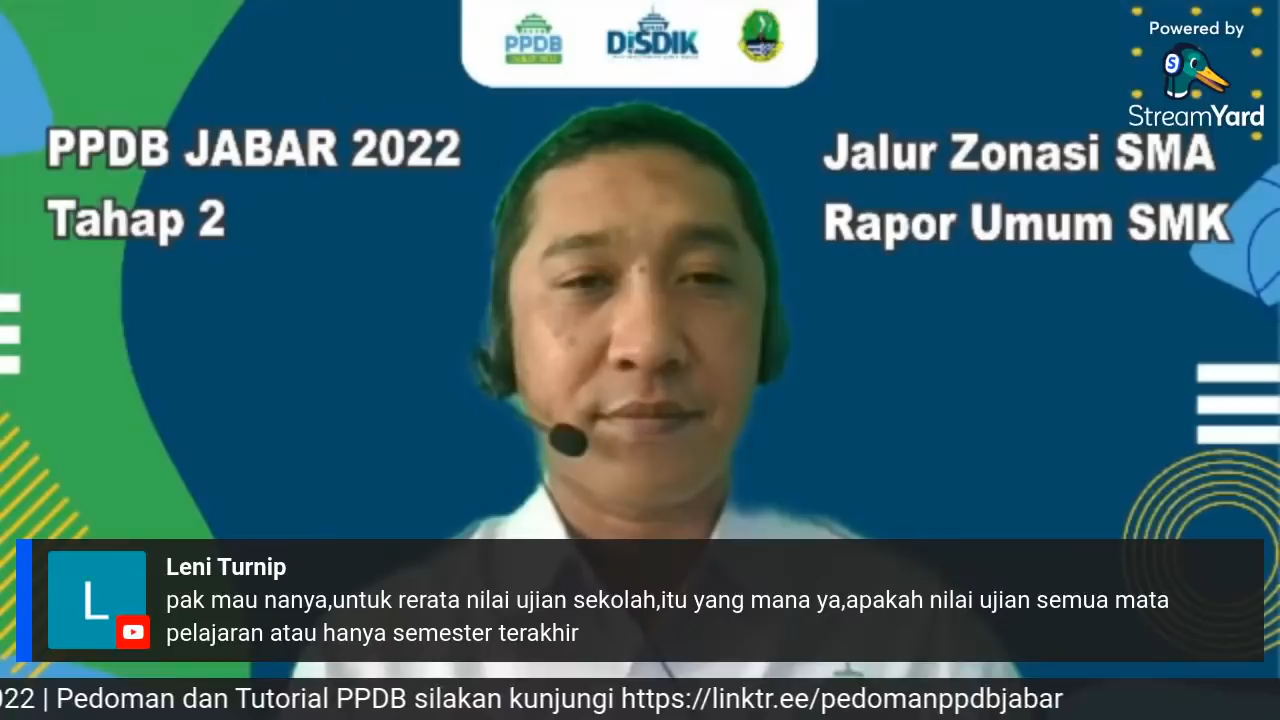 PPDB
DISDIK
Powered by
S
StreamYard
PPDB JABAR 2022
Tahap 2
Jalur Zonasi SMA
Rapor Umum SMK
L
Leni Turnip
pak mau nanya,untuk rerata nilai ujian sekolah,itu yang mana ya,apakah nilai ujian semua mata
pelajaran atau hanya semester terakhir
022 | Pedoman dan Tutorial PPDB silakan kunjungi https://linktr.ee/pedomanppdbjabar